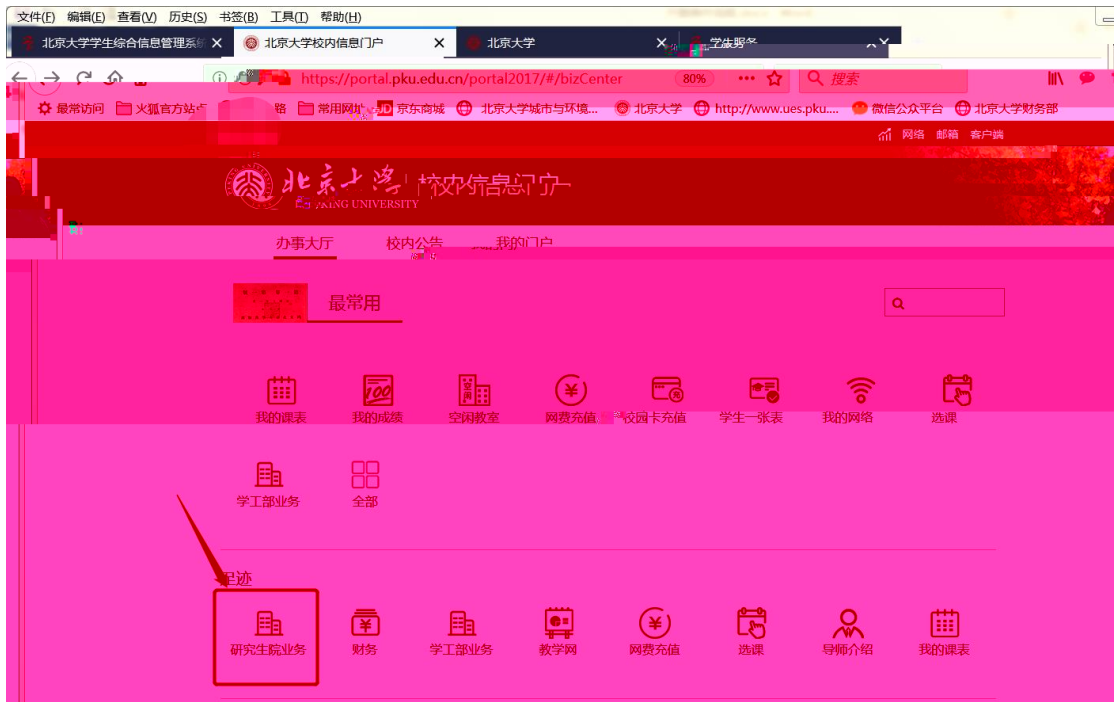 文件(F) 编辑(E) 查看(V) 历史(S) 书签(B) 工具(T) 帮助(H)
北京大学学生综合信息管理系统 北京大学校内信息门户 北京大学 学生服务
https://portal.pku.edu.cn/portal2017/#/bizCenter 80% 搜索
最常访问 火狐官方站点 常用网址 JD 京东商城 北京大学城市与环境... 北京大学 http://www.ues.pku.... 微信公众平台 北京大学财务部
网络 邮箱 客户端
北京大学 校内信息门户
PEKING UNIVERSITY
办事大厅 校内公告 我的门户
最常用
我的课表 我的成绩 空闲教室 网费充值 校园卡充值 学生一张表 我的网络 选课
学工部业务 全部
足迹
研究生院业务 财务 学工部业务 教学网 网费充值 选课 导师介绍 我的课表